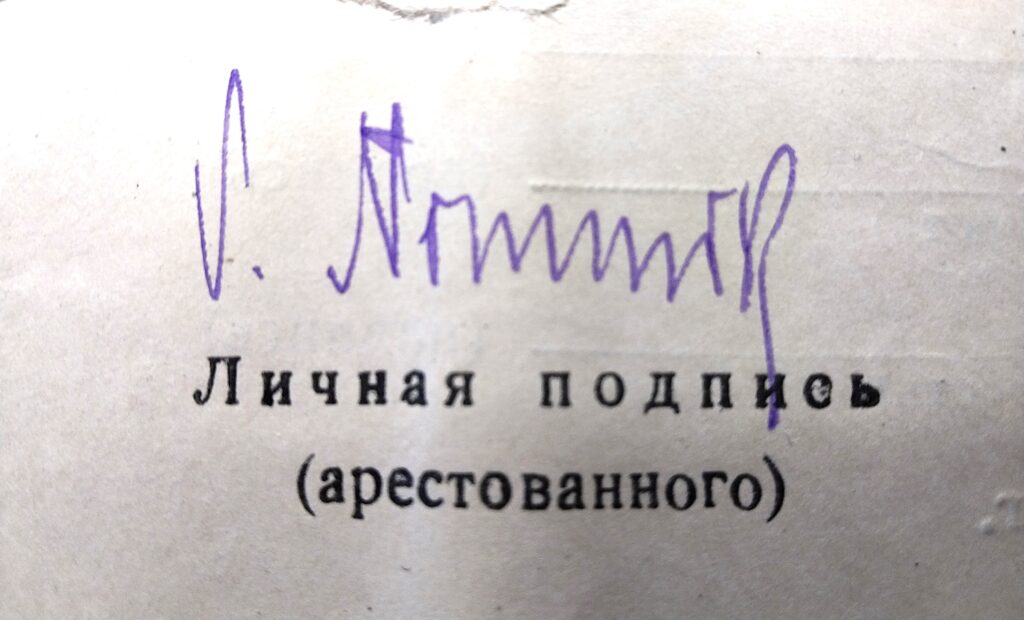 Личная подпись
(арестованного)